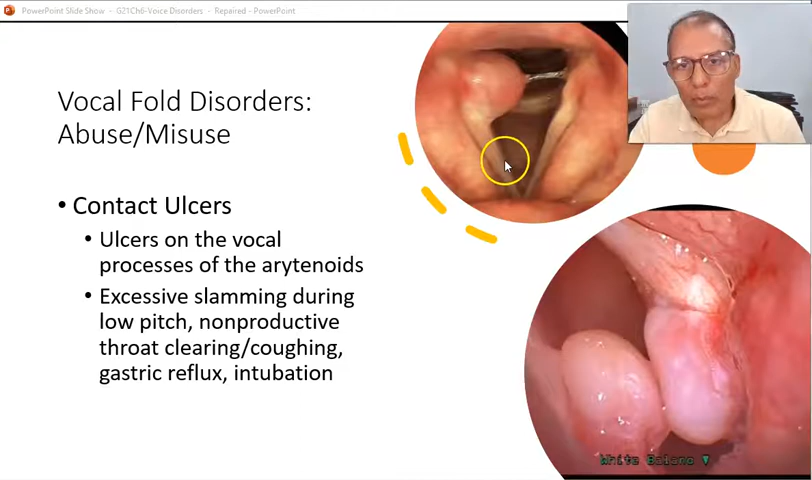 PowerPoint Slide Show - G21Ch6-Voice Disorders - Repaired - PowerPoint
Vocal Fold Disorders:
Abuse/Misuse
• Contact Ulcers
• Ulcers on the vocal
processes of the arytenoids
• Excessive slamming during
low pitch, nonproductive
throat clearing/coughing,
gastric reflux, intubation
White Balanc ▼